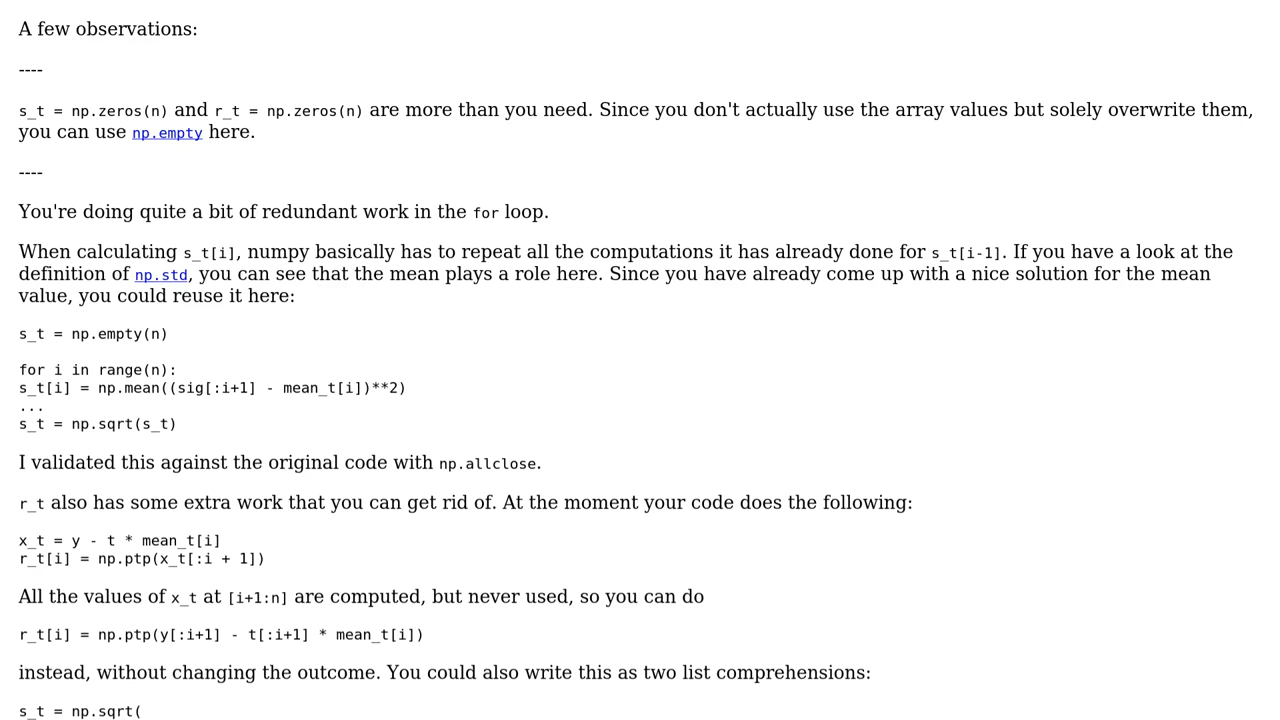 A few observations:
----
s_t = np.zeros(n) and r_t = np.zeros(n) are more than you need. Since you don't actually use the array values but solely overwrite them,
you can use np.empty here.
----
You're doing quite a bit of redundant work in the for loop.
When calculating s_t[i], numpy basically has to repeat all the computations it has already done for s_t[i-1]. If you have a look at the
definition of np.std, you can see that the mean plays a role here. Since you have already come up with a nice solution for the mean
value, you could reuse it here:
s_t = np.empty(n)
for i in range(n):
s_t[i] = np.mean((sig[:i+1] - mean_t[i])**2)
...
s_t = np.sqrt(s_t)
I validated this against the original code with np.allclose.
r_t also has some extra work that you can get rid of. At the moment your code does the following:
x_t = y - t * mean_t[i]
r_t[i] = np.ptp(x_t[:i + 1])
All the values of x_t at [i+1:n] are computed, but never used, so you can do
r_t[i] = np.ptp(y[:i+1] - t[:i+1] * mean_t[i])
instead, without changing the outcome. You could also write this as two list comprehensions:
s_t = np.sqrt(